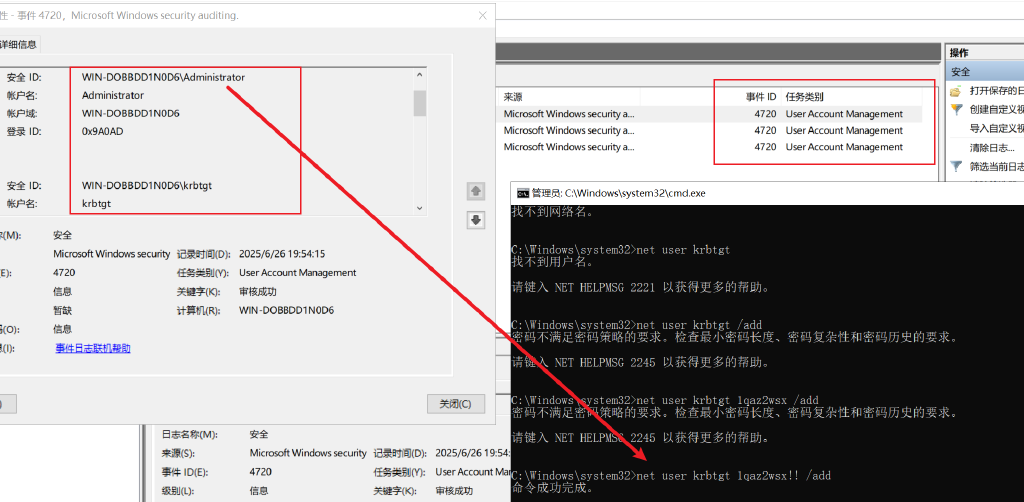 性 - 事件 4720，Microsoft Windows security auditing.
详细信息
安全 ID: WIN-DOBBDD1N0D6\Administrator
帐户名: Administrator
帐户域: WIN-DOBBDD1N0D6
登录 ID: 0x9A0AD
安全 ID: WIN-DOBBDD1N0D6\krbtgt
帐户名: krbtgt
(M): 安全
Microsoft Windows security 记录时间(D): 2025/6/26 19:54:15
(E): 4720 任务类别(Y): User Account Management
信息 关键字(K): 审核成功
暂缺 计算机(R): WIN-DOBBDD1N0D6
(O): 信息
(I): 事件日志联机帮助
关闭(C)
来源 事件 ID 任务类别
Microsoft Windows security a... 4720 User Account Management
Microsoft Windows security a... 4720 User Account Management
Microsoft Windows security a... 4720 User Account Management
操作
安全
打开保存的日
创建自定义视
导入自定义视
清除日志...
筛选当前日志
管理员: C:\Windows\system32\cmd.exe
找不到网络名。
C:\Windows\system32>net user krbtgt
找不到用户名。
请键入 NET HELPMSG 2221 以获得更多的帮助。
C:\Windows\system32>net user krbtgt /add
密码不满足密码策略的要求。检查最小密码长度、密码复杂性和密码历史的要求。
请键入 NET HELPMSG 2245 以获得更多的帮助。
C:\Windows\system32>net user krbtgt 1qaz2wsx /add
密码不满足密码策略的要求。检查最小密码长度、密码复杂性和密码历史的要求。
请键入 NET HELPMSG 2245 以获得更多的帮助。
C:\Windows\system32>net user krbtgt 1qaz2wsx!! /add
命令成功完成。
日志名称(M): 安全
来源(S): Microsoft Windows security 记录时间(D): 2025/6/26 19:54:
事件 ID(E): 4720 任务类别(Y): User Account Man
级别(L): 信息 关键字(K): 审核成功